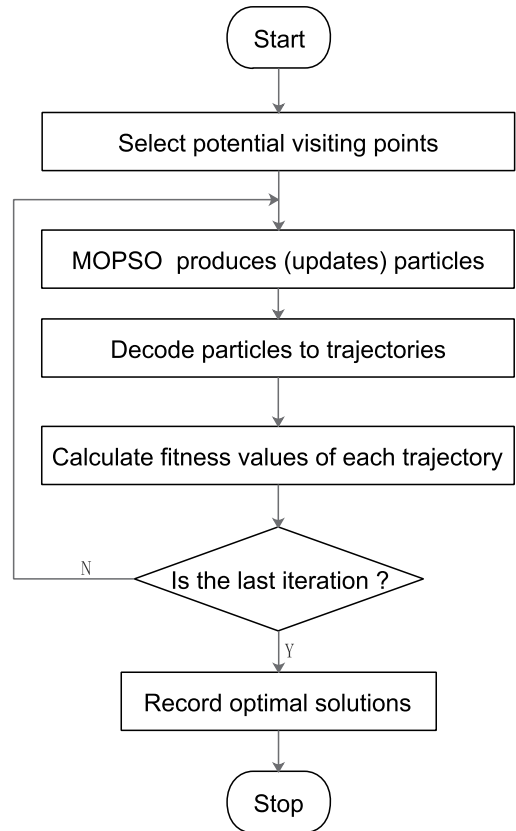 Start
Select potential visiting points
MOPSO produces (updates) particles
Decode particles to trajectories
Calculate fitness values of each trajectory
Is the last iteration ?
N
Y
Record optimal solutions
Stop